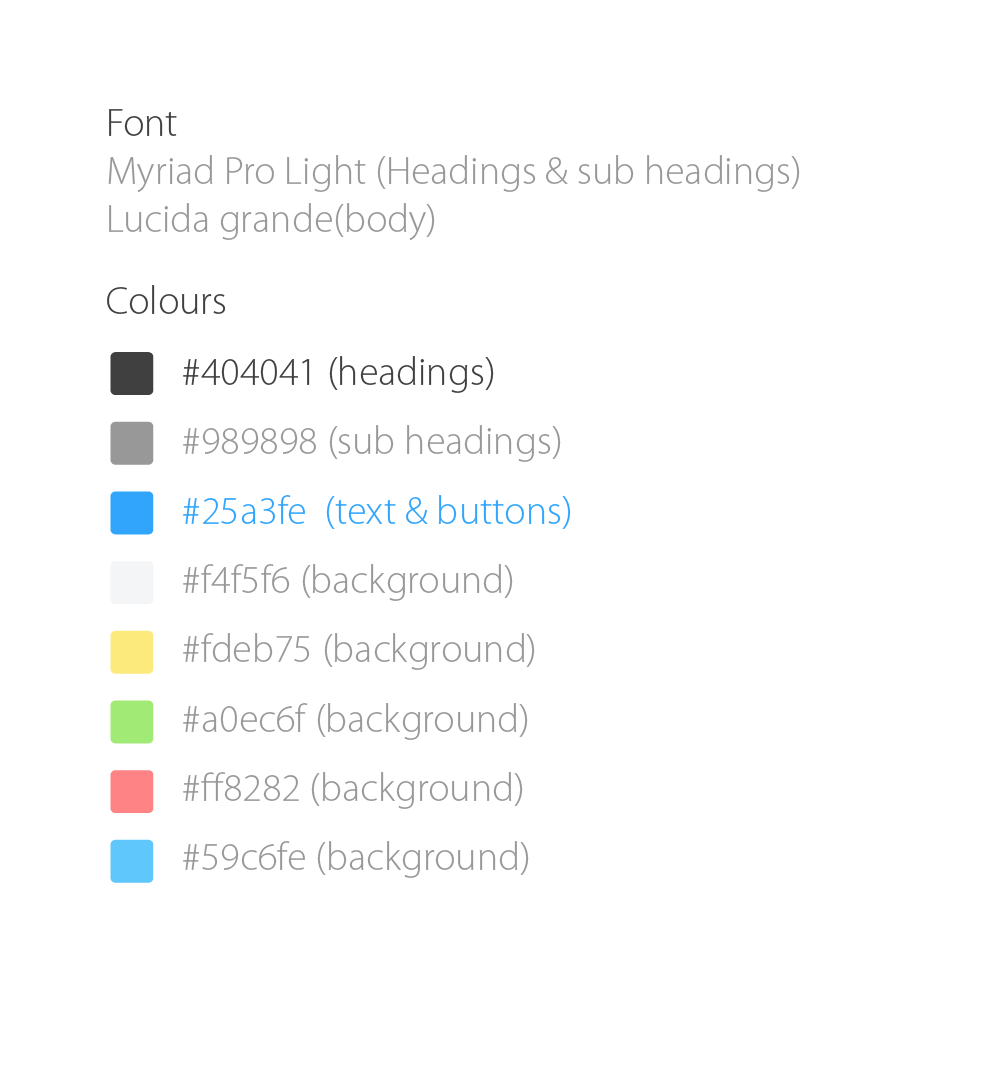 Font
Myriad Pro Light (Headings & sub headings)
Lucida grande(body)
Colours
#404041 (headings)
#989898 (sub headings)
#25a3fe  (text & buttons)
#f4f5f6 (background)
#fdeb75 (background)
#a0ec6f (background)
#ff8282 (background)
#59c6fe (background)